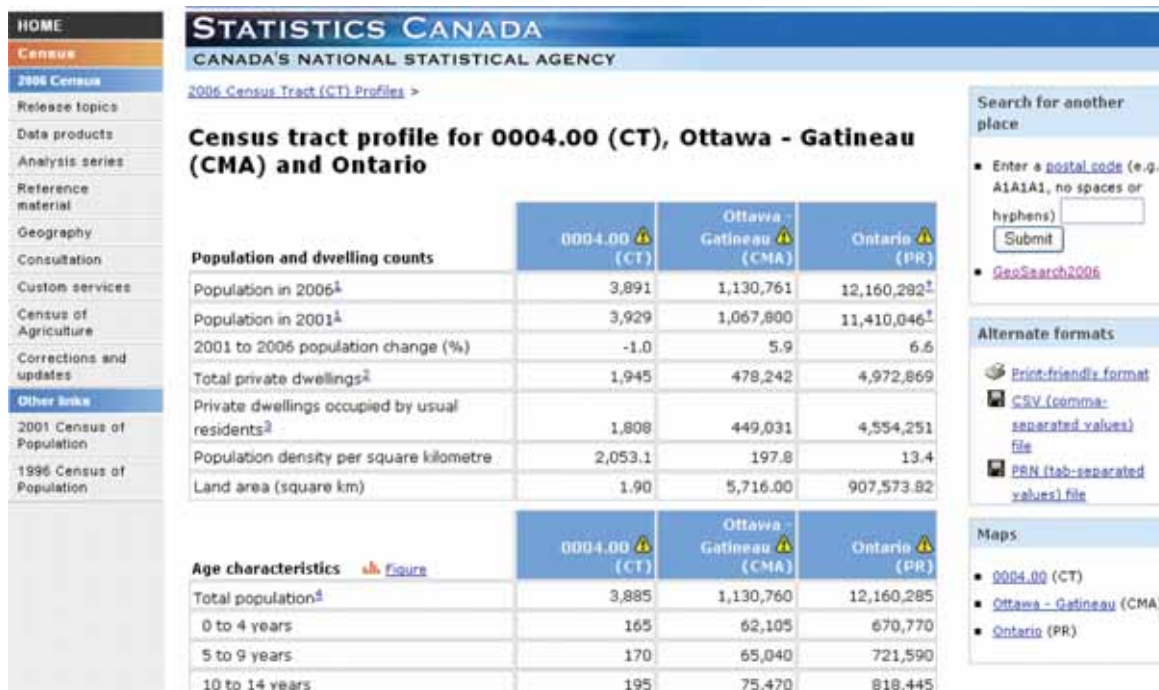 HOME
Census
2006 Census
Release topics
Data products
Analysis series
Reference
material
Geography
Consultation
Custom services
Census of
Agriculture
Corrections and
updates
Other links
2001 Census of
Population
1996 Census of
Population
STATISTICS CANADA
CANADA'S NATIONAL STATISTICAL AGENCY
2006 Census Tract (CT) Profiles >
Census tract profile for 0004.00 (CT), Ottawa - Gatineau
(CMA) and Ontario
Population and dwelling counts 0004.00 (CT) Ottawa - Gatineau (CMA) Ontario (PR)
Population in 2006¹ 3,891 1,130,761 12,160,282†
Population in 2001¹ 3,929 1,067,800 11,410,046†
2001 to 2006 population change (%) -1.0 5.9 6.6
Total private dwellings² 1,945 478,242 4,972,869
Private dwellings occupied by usual
residents³ 1,808 449,031 4,554,251
Population density per square kilometre 2,053.1 197.8 13.4
Land area (square km) 1.90 5,716.00 907,573.82
Age characteristics Figure 0004.00 (CT) Ottawa - Gatineau (CMA) Ontario (PR)
Total population⁴ 3,885 1,130,760 12,160,285
0 to 4 years 165 62,105 670,770
5 to 9 years 170 65,040 721,590
10 to 14 years 195 75,470 818,445
Search for another
place
Enter a postal code (e.g.
A1A1A1, no spaces or
hyphens)
Submit
GeoSearch2006
Alternate formats
Print-friendly format
CSV (comma-
separated values)
file
PRN (tab-separated
values) file
Maps
0004.00 (CT)
Ottawa - Gatineau (CMA)
Ontario (PR)